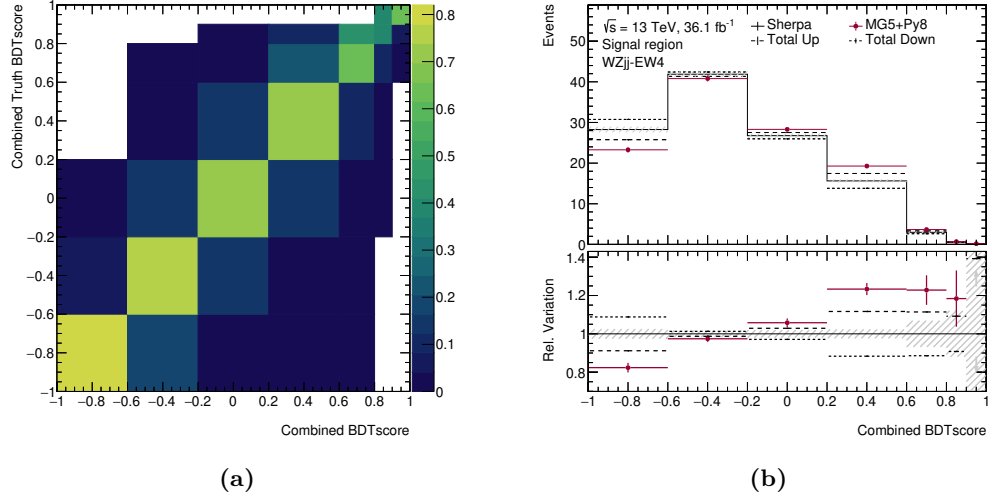 Combined Truth BDTscore
1
0.8
0.6
0.4
0.2
0
−0.2
−0.4
−0.6
−0.8
−1
−1 −0.8 −0.6 −0.4 −0.2 0 0.2 0.4 0.6 0.8 1
Combined BDTscore
0.8
0.7
0.6
0.5
0.4
0.3
0.2
0.1
0
(a)
Events
50
40
30
20
10
0
√s = 13 TeV, 36.1 fb⁻¹
Signal region
WZjj-EW4
Sherpa
MG5+Py8
Total Up
Total Down
Rel. Variation
1.4
1.2
1
0.8
−1 −0.8 −0.6 −0.4 −0.2 0 0.2 0.4 0.6 0.8 1
Combined BDTscore
(b)